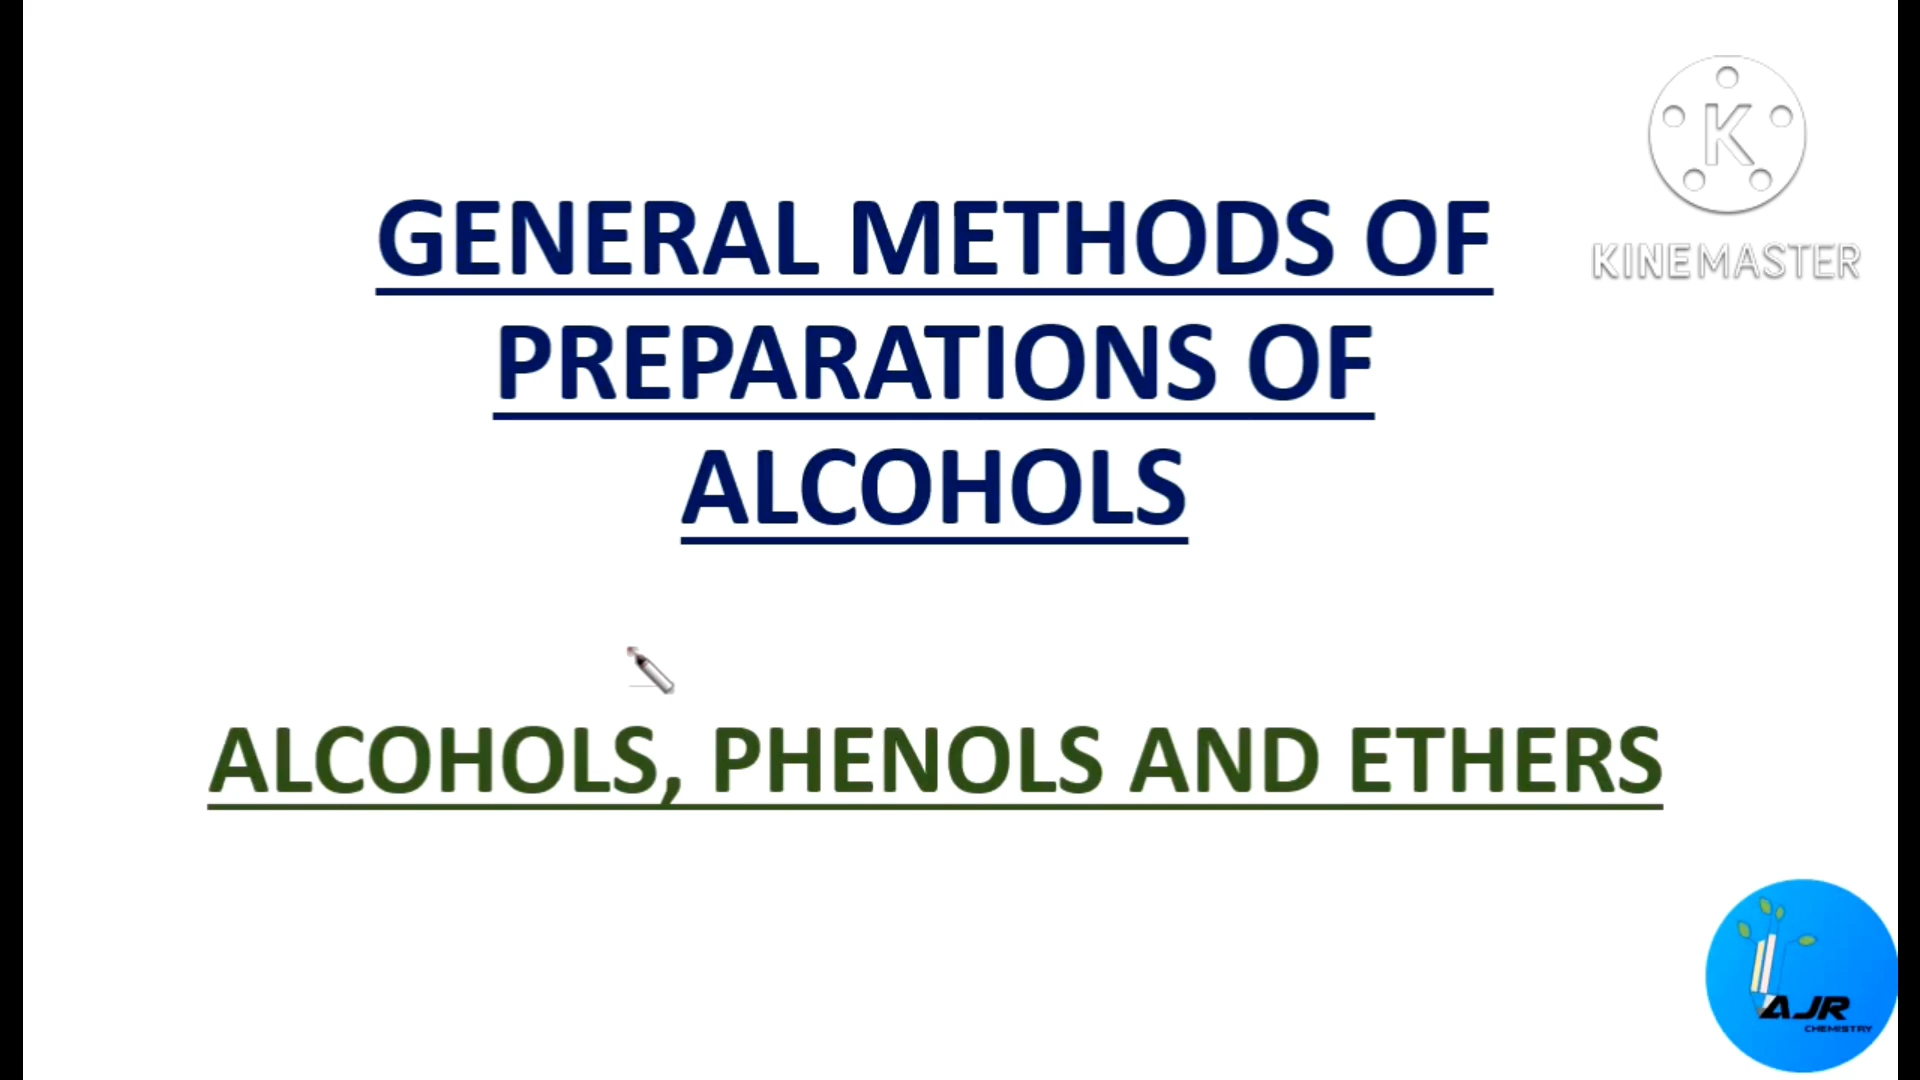 GENERAL METHODS OF
PREPARATIONS OF
ALCOHOLS
ALCOHOLS, PHENOLS AND ETHERS
K
KINEMASTER
AJR
CHEMISTRY